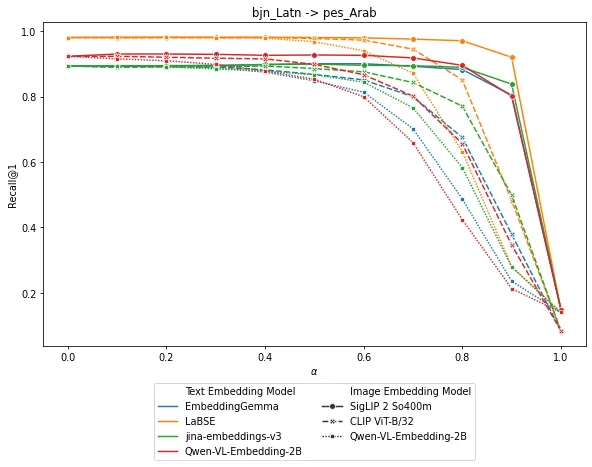 bjn_Latn -> pes_Arab
1.0
0.8
0.6
0.4
0.2
Recall@1
0.0 0.2 0.4 0.6 0.8 1.0
α
Text Embedding Model
EmbeddingGemma
LaBSE
jina-embeddings-v3
Qwen-VL-Embedding-2B
Image Embedding Model
SigLIP 2 So400m
CLIP ViT-B/32
Qwen-VL-Embedding-2B